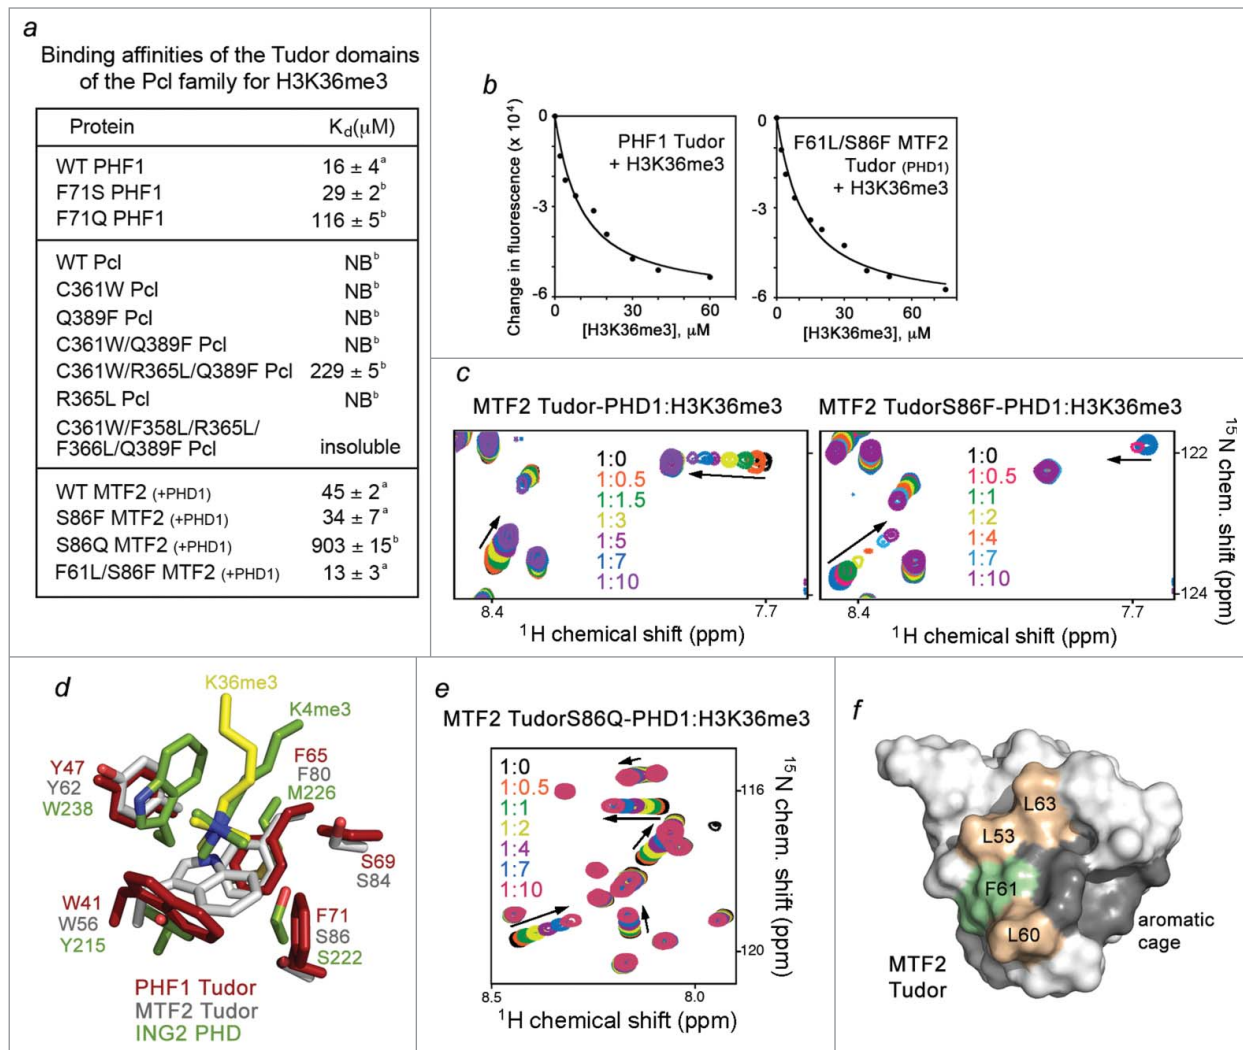 a
Binding affinities of the Tudor domains
of the Pcl family for H3K36me3
Protein Kd(μM)
WT PHF1 16 ± 4ᵃ
F71S PHF1 29 ± 2ᵇ
F71Q PHF1 116 ± 5ᵇ
WT Pcl NBᵇ
C361W Pcl NBᵇ
Q389F Pcl NBᵇ
C361W/Q389F Pcl NBᵇ
C361W/R365L/Q389F Pcl 229 ± 5ᵇ
R365L Pcl NBᵇ
C361W/F358L/R365L/
F366L/Q389F Pcl insoluble
WT MTF2 (+PHD1) 45 ± 2ᵃ
S86F MTF2 (+PHD1) 34 ± 7ᵃ
S86Q MTF2 (+PHD1) 903 ± 15ᵇ
F61L/S86F MTF2 (+PHD1) 13 ± 3ᵃ
b
Change in fluorescence (x 10⁴)
0
-3
-6
PHF1 Tudor
+ H3K36me3
0 30 60
[H3K36me3], μM
0
-3
-6
F61L/S86F MTF2
Tudor (PHD1)
+ H3K36me3
0 30 60
[H3K36me3], μM
c
MTF2 Tudor-PHD1:H3K36me3
1:0
1:0.5
1:1.5
1:3
1:5
1:7
1:10
8.4 7.7
¹H chemical shift (ppm)
MTF2 TudorS86F-PHD1:H3K36me3
1:0
1:0.5
1:1
1:2
1:4
1:7
1:10
8.4 7.7
¹H chemical shift (ppm)
122
124
¹⁵N chem. shift (ppm)
d
K36me3
K4me3
Y47
Y62
W238
F65
F80
M226
S69
S84
W41
W56
Y215
F71
S86
S222
PHF1 Tudor
MTF2 Tudor
ING2 PHD
e
MTF2 TudorS86Q-PHD1:H3K36me3
1:0
1:0.5
1:1
1:2
1:4
1:7
1:10
116
120
¹⁵N chem. shift (ppm)
8.5 8.0
¹H chemical shift (ppm)
f
L63
L53
F61
L60
aromatic
cage
MTF2
Tudor